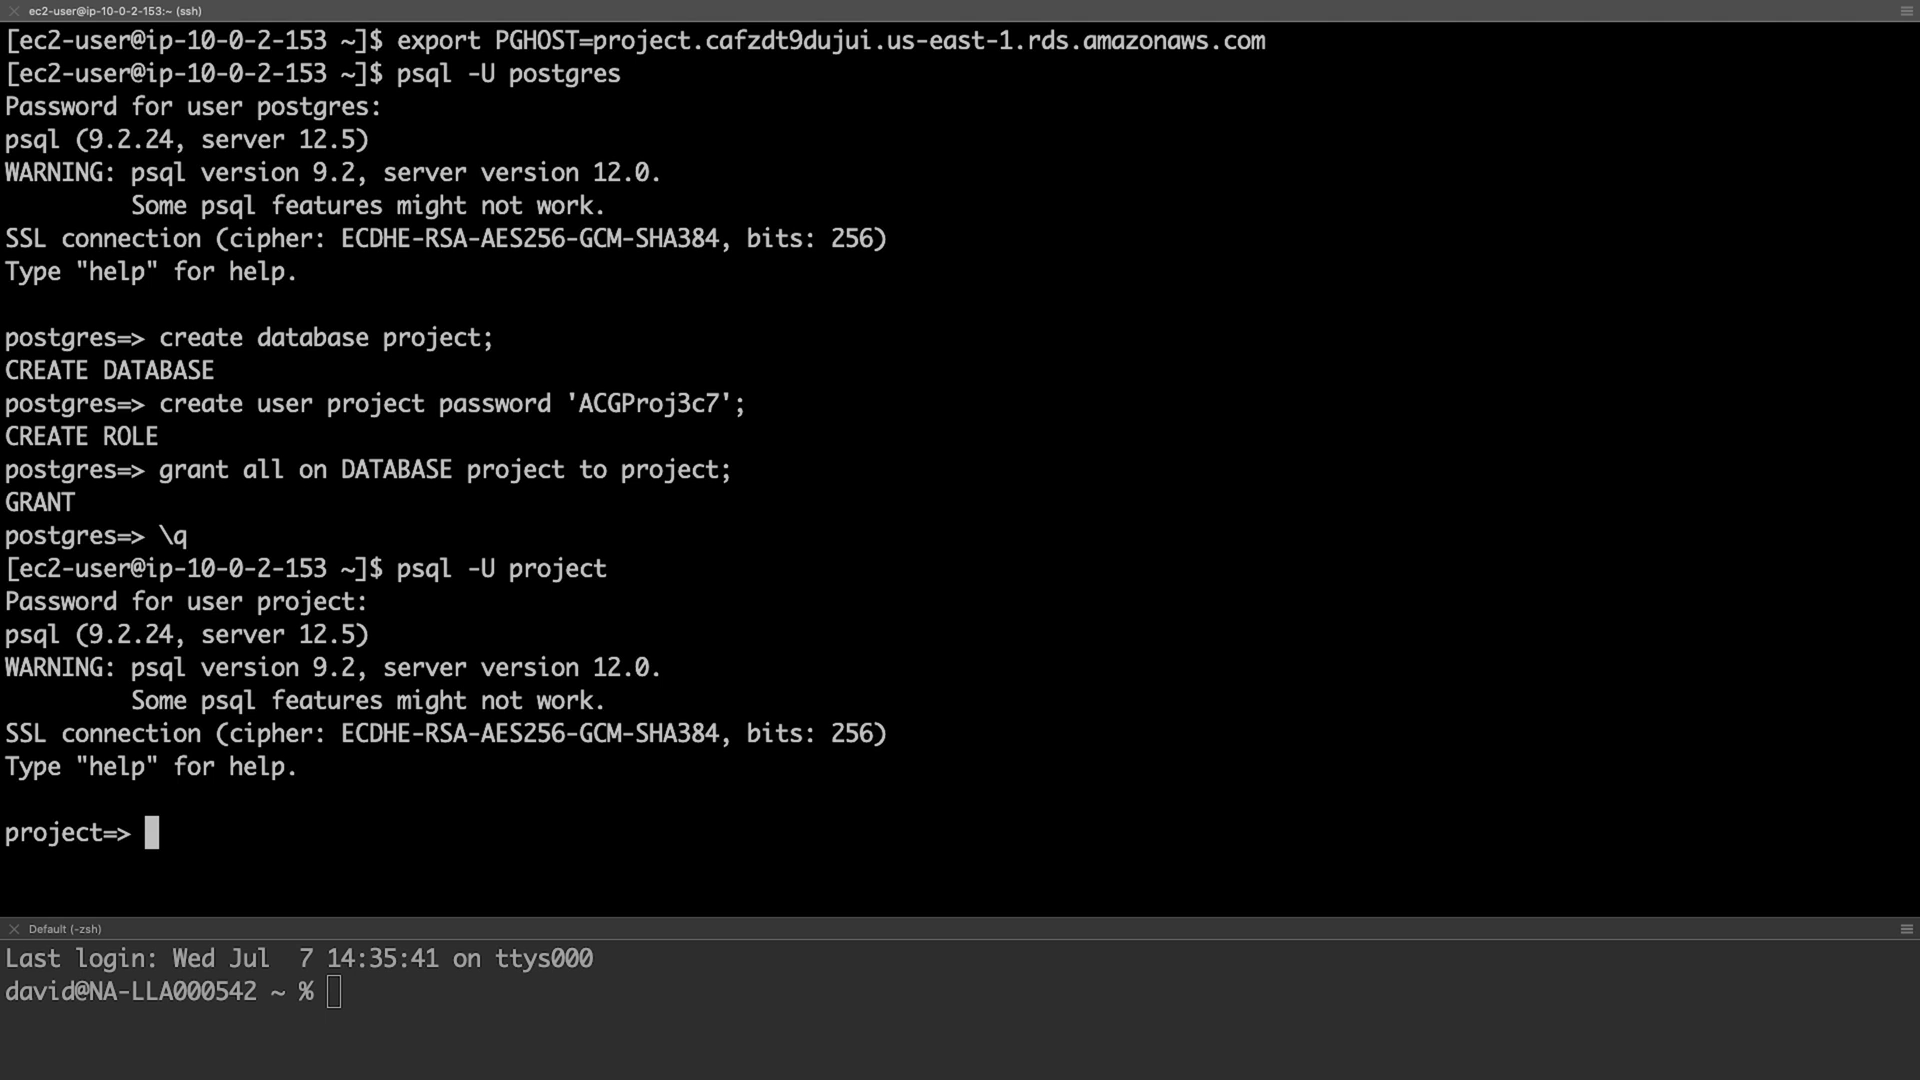 ec2-user@ip-10-0-2-153:~ (ssh)
[ec2-user@ip-10-0-2-153 ~]$ export PGHOST=project.cafzdt9dujui.us-east-1.rds.amazonaws.com
[ec2-user@ip-10-0-2-153 ~]$ psql -U postgres
Password for user postgres:
psql (9.2.24, server 12.5)
WARNING: psql version 9.2, server version 12.0.
         Some psql features might not work.
SSL connection (cipher: ECDHE-RSA-AES256-GCM-SHA384, bits: 256)
Type "help" for help.
postgres=> create database project;
CREATE DATABASE
postgres=> create user project password 'ACGProj3c7';
CREATE ROLE
postgres=> grant all on DATABASE project to project;
GRANT
postgres=> \q
[ec2-user@ip-10-0-2-153 ~]$ psql -U project
Password for user project:
psql (9.2.24, server 12.5)
WARNING: psql version 9.2, server version 12.0.
         Some psql features might not work.
SSL connection (cipher: ECDHE-RSA-AES256-GCM-SHA384, bits: 256)
Type "help" for help.
project=>
Default (-zsh)
Last login: Wed Jul  7 14:35:41 on ttys000
david@NA-LLA000542 ~ %